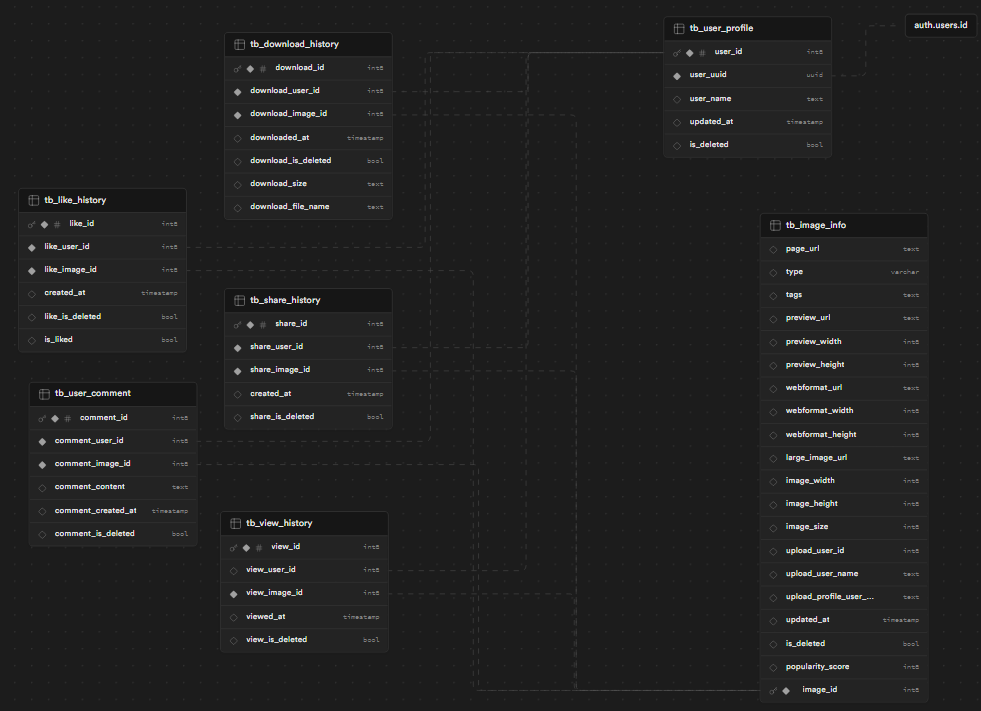 auth.users.id
tb_user_profile
user_id int8
user_uuid uuid
user_name text
updated_at timestamp
is_deleted bool
tb_download_history
# download_id int8
download_user_id int8
download_image_id int8
downloaded_at timestamp
download_is_deleted bool
download_size text
download_file_name text
tb_like_history
# like_id int8
like_user_id int8
like_image_id int8
created_at timestamp
like_is_deleted bool
is_liked bool
tb_share_history
# share_id int8
share_user_id int8
share_image_id int8
created_at timestamp
share_is_deleted bool
tb_user_comment
# comment_id int8
comment_user_id int8
comment_image_id int8
comment_content text
comment_created_at timestamp
comment_is_deleted bool
tb_view_history
# view_id int8
view_user_id int8
view_image_id int8
viewed_at timestamp
view_is_deleted bool
tb_image_info
page_url text
type varchar
tags text
preview_url text
preview_width int8
preview_height int8
webformat_url text
webformat_width int8
webformat_height int8
large_image_url text
image_width int8
image_height int8
image_size int8
upload_user_id int8
upload_user_name text
upload_profile_user_... text
updated_at timestamp
is_deleted bool
popularity_score int8
image_id int8